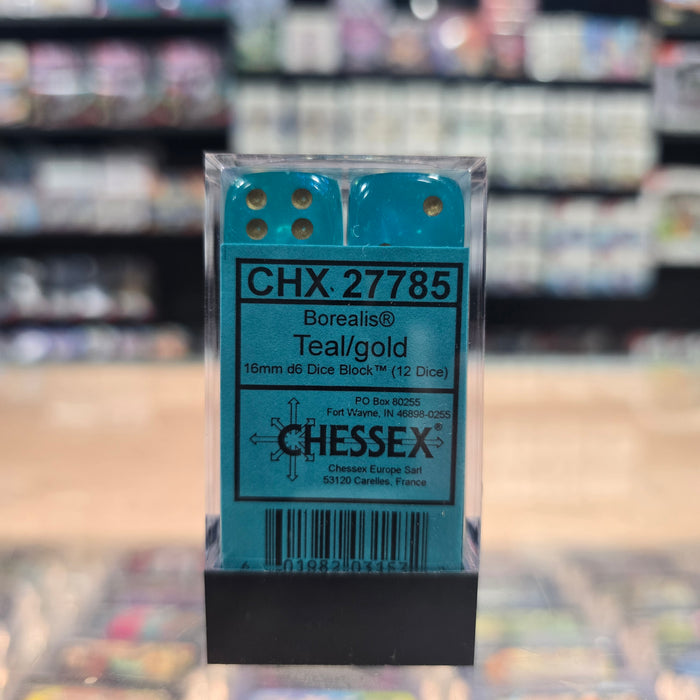 CHX 27785
Borealis®
Teal/gold
16mm d6 Dice Block™ (12 Dice)
PO Box 80255
Fort Wayne, IN 46898-0255
CHESSEX®
Chessex Europe Sarl
53120 Carelles, France